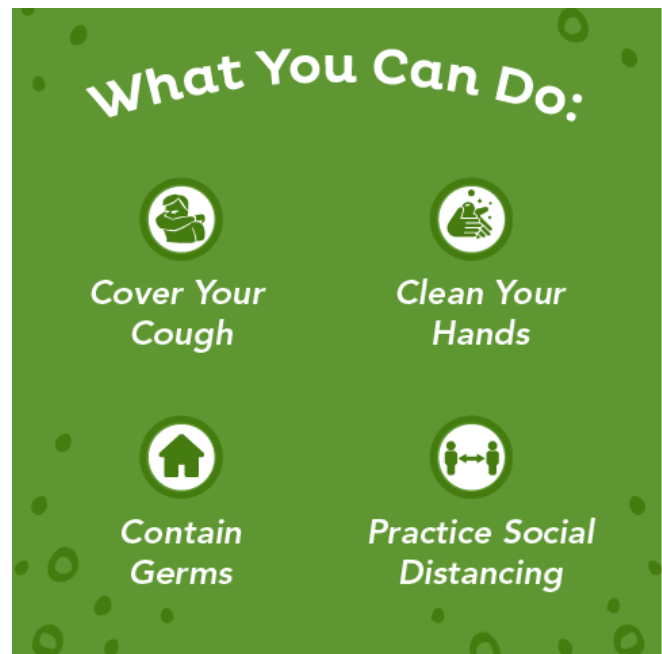 What You Can Do:
Cover Your
Cough
Clean Your
Hands
Contain
Germs
Practice Social
Distancing